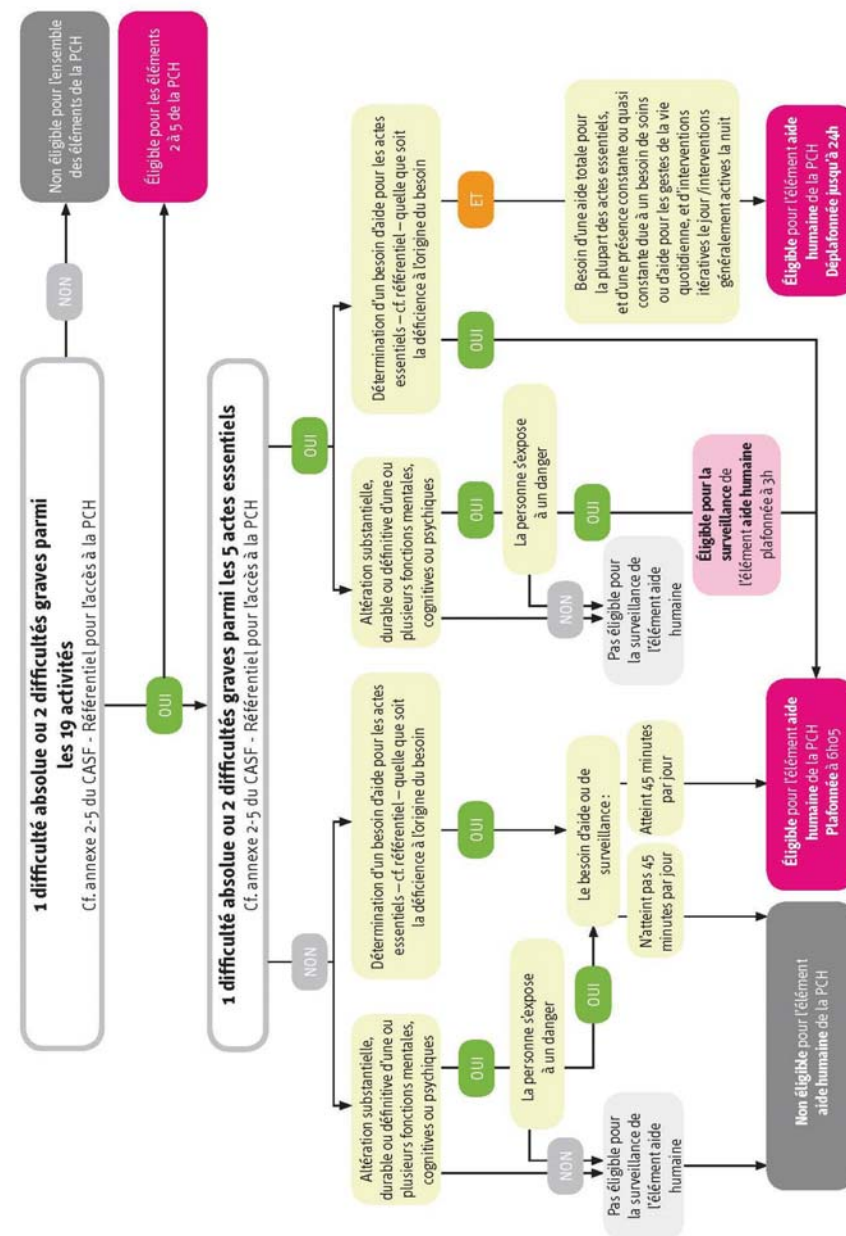 1 difficulté absolue ou 2 difficultés graves parmi
les 19 activités
Cf. annexe 2-5 du CASF - Référentiel pour l'accès à la PCH
NON
Non éligible pour l'ensemble
des éléments de la PCH
OUI
Éligible pour les éléments
2 à 5 de la PCH
1 difficulté absolue ou 2 difficultés graves parmi les 5 actes essentiels
Cf. annexe 2-5 du CASF - Référentiel pour l'accès à la PCH
NON
OUI
Altération substantielle,
durable ou définitive d'une ou
plusieurs fonctions mentales,
cognitives ou psychiques
Détermination d'un besoin d'aide pour les actes
essentiels – cf. référentiel – quelle que soit
la déficience à l'origine du besoin
Altération substantielle,
durable ou définitive d'une ou
plusieurs fonctions mentales,
cognitives ou psychiques
Détermination d'un besoin d'aide pour les actes
essentiels – cf. référentiel – quelle que soit
la déficience à l'origine du besoin
OUI
OUI
OUI
OUI
ET
La personne s'expose
à un danger
La personne s'expose
à un danger
NON
OUI
NON
OUI
Le besoin d'aide ou de
surveillance :
Besoin d'une aide totale pour
la plupart des actes essentiels,
et d'une présence constante ou quasi
constante due à un besoin de soins
ou d'aide pour les gestes de la vie
quotidienne, et d'interventions
itératives le jour /interventions
généralement actives la nuit
Pas éligible pour
la surveillance de
l'élément aide
humaine
N'atteint pas 45
minutes par jour
Atteint 45 minutes
par jour
Pas éligible pour
la surveillance de
l'élément aide
humaine
Éligible pour la
surveillance de
l'élément aide humaine
plafonnée à 3h
Non éligible pour l'élément
aide humaine de la PCH
Éligible pour l'élément aide
humaine de la PCH
Plafonnée à 6h05
Éligible pour l'élément aide
humaine de la PCH
Déplafonnée jusqu'à 24h